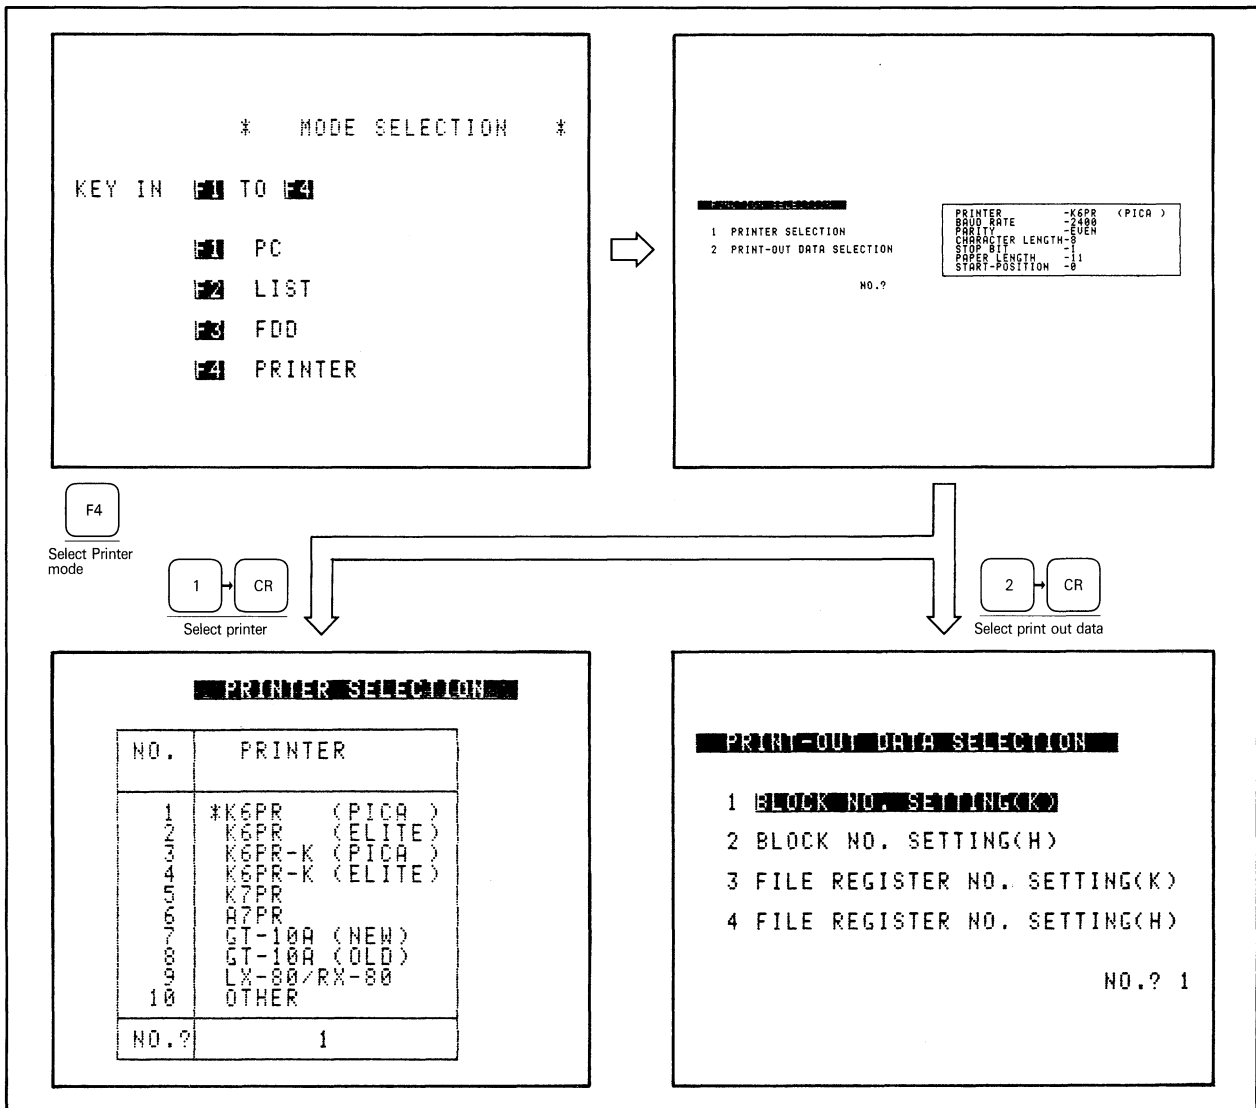 * MODE SELECTION *
KEY IN F1 TO F4
F1 PC
F2 LIST
F3 FDD
F4 PRINTER
FUNCTION SELECTION
1 PRINTER SELECTION
2 PRINT-OUT DATA SELECTION
NO.?
PRINTER -K6PR (PICA )
BAUD RATE -2400
PARITY -EVEN
CHARACTER LENGTH-8
STOP BIT -1
PAPER LENGTH -11
START-POSITION -0
F4
Select Printer
mode
1 → CR
Select printer
2 → CR
Select print out data
PRINTER SELECTION
NO. PRINTER
1 *K6PR (PICA )
2 K6PR (ELITE)
3 K6PR-K (PICA )
4 K6PR-K (ELITE)
5 K7PR
6 A7PR
7 GT-10A (NEW)
8 GT-10A (OLD)
9 LX-80/RX-80
10 OTHER
NO.? 1
PRINT-OUT DATA SELECTION
1 BLOCK NO. SETTING(K)
2 BLOCK NO. SETTING(H)
3 FILE REGISTER NO. SETTING(K)
4 FILE REGISTER NO. SETTING(H)
NO.? 1